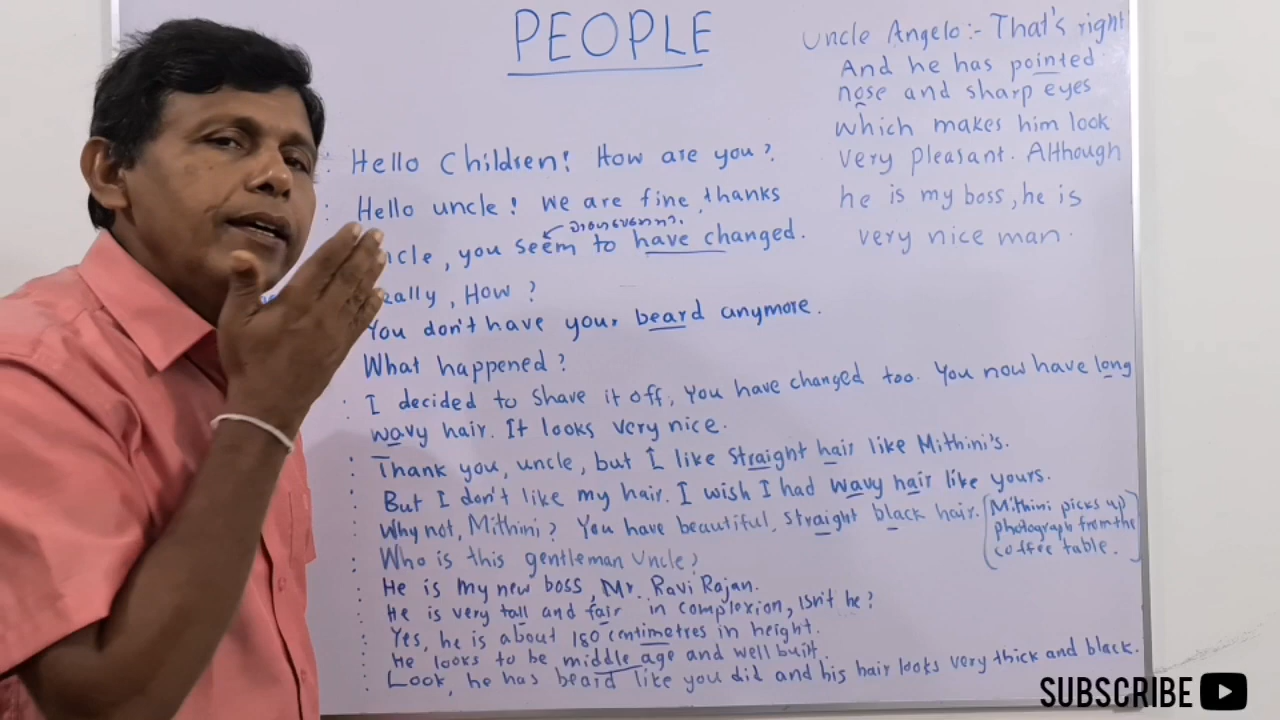 PEOPLE
: Hello Children! How are you?
: Hello uncle! We are fine, thanks
uncle, you seem to have changed.
Really, How ?
You don't have your beard anymore.
What happened?
: I decided to shave it off, You have changed too. You now have long
wavy hair. It looks very nice.
: Thank you, uncle, but I like straight hair like Mithini's.
: But I don't like my hair. I wish I had wavy hair like yours.
: Why not, Mithini? You have beautiful, straight black hair.
(Mithini picks up
photograph from the
coffee table.)
: Who is this gentleman Uncle?
: He is my new boss, Mr. Ravi Rajan.
: He is very tall and fair in complexion, isn't he?
: Yes, he is about 180 centimetres in height.
: He looks to be middle age and well built.
: Look, he has beard like you did and his hair looks very thick and black.
Uncle Angelo :- That's right
And he has pointed
nose and sharp eyes
which makes him look
very pleasant. Although
he is my boss, he is
very nice man.
SUBSCRIBE